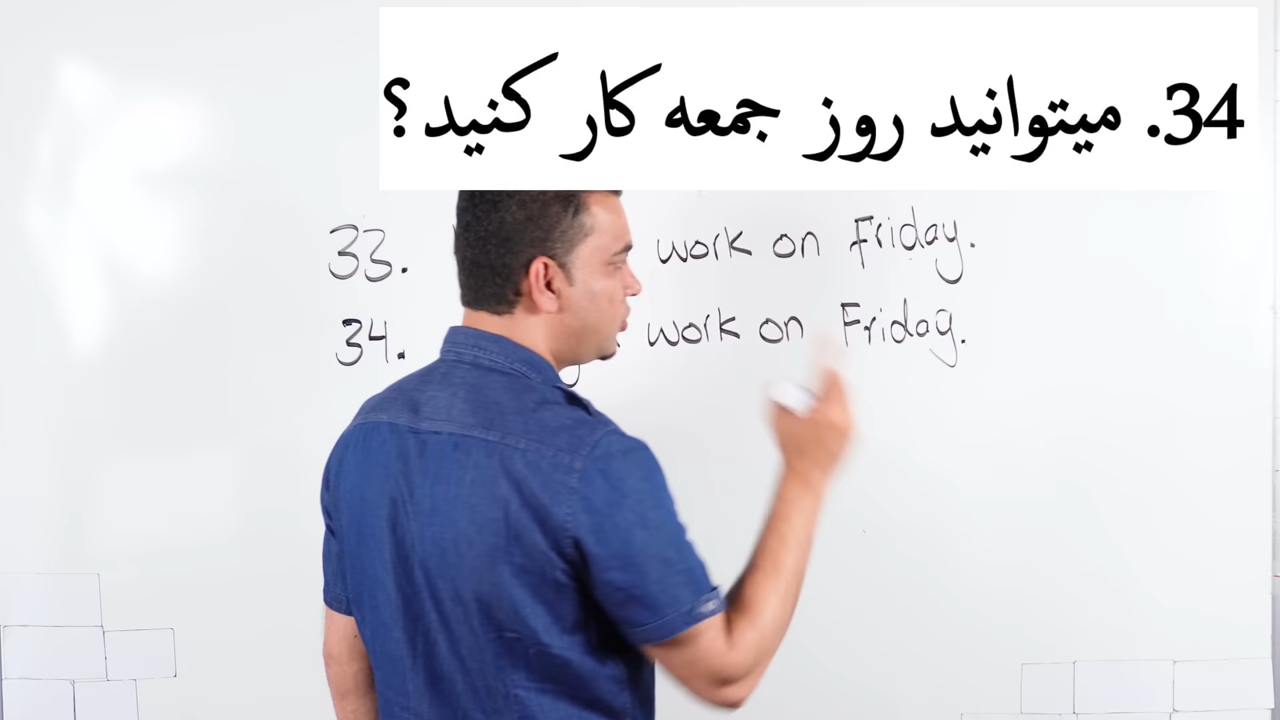 34. میتوانید روز جمعه کار کنید؟
33. work on Friday.
34. work on Friday.